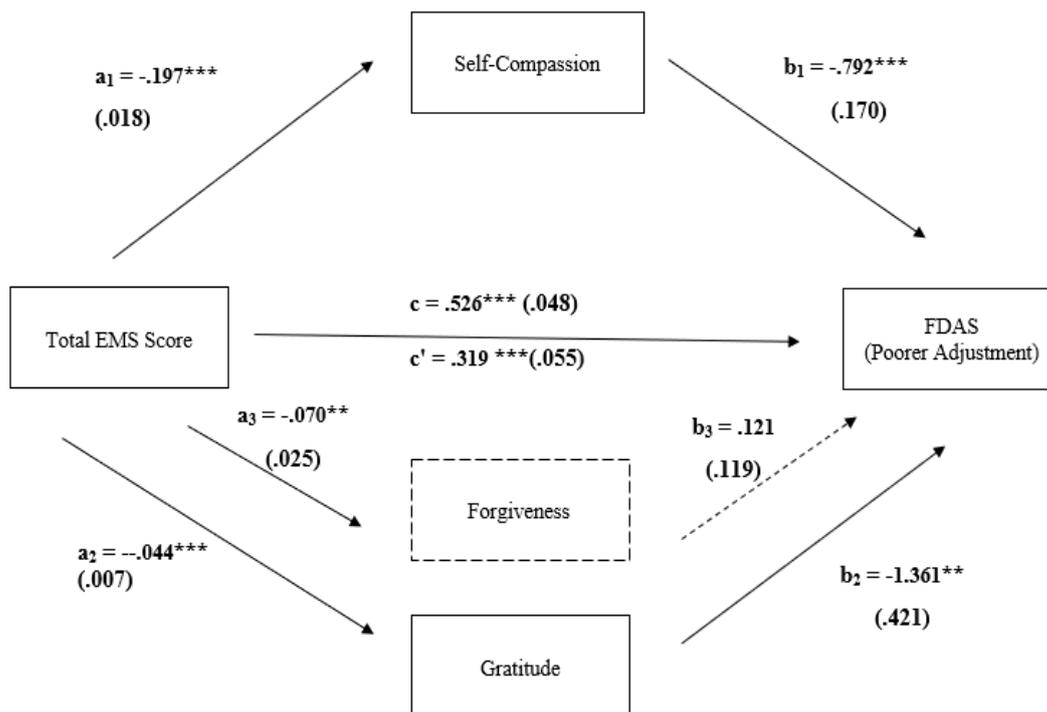 Self-Compassion
a₁ = -.197***
(.018)
b₁ = -.792***
(.170)
Total EMS Score
c = .526*** (.048)
c' = .319 ***(.055)
FDAS
(Poorer Adjustment)
a₃ = -.070**
(.025)
b₃ = .121
(.119)
Forgiveness
a₂ = --.044***
(.007)
b₂ = -1.361**
(.421)
Gratitude